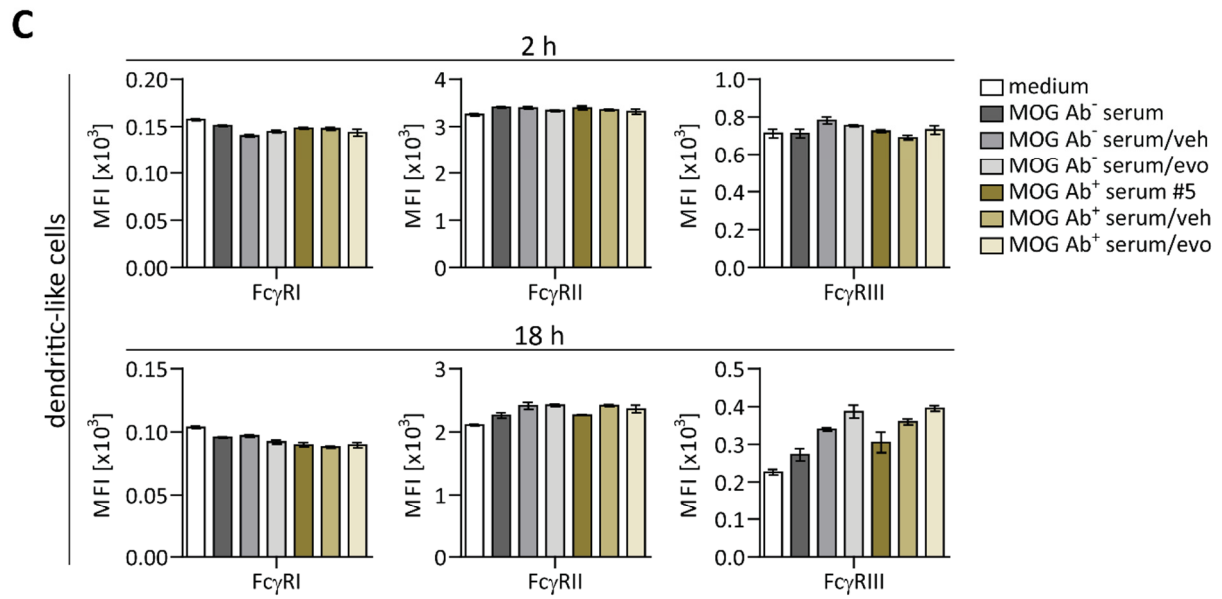 C
2 h
dendritic-like cells
MFI [x10³]
0.20
0.15
0.10
0.05
0.00
FcγRI
MFI [x10³]
4
3
2
1
0
FcγRII
MFI [x10³]
1.0
0.8
0.6
0.4
0.2
0.0
FcγRIII
medium
MOG Ab⁻ serum
MOG Ab⁻ serum/veh
MOG Ab⁻ serum/evo
MOG Ab⁺ serum #5
MOG Ab⁺ serum/veh
MOG Ab⁺ serum/evo
18 h
MFI [x10³]
0.15
0.10
0.05
0.00
FcγRI
MFI [x10³]
3
2
1
0
FcγRII
MFI [x10³]
0.5
0.4
0.3
0.2
0.1
0.0
FcγRIII